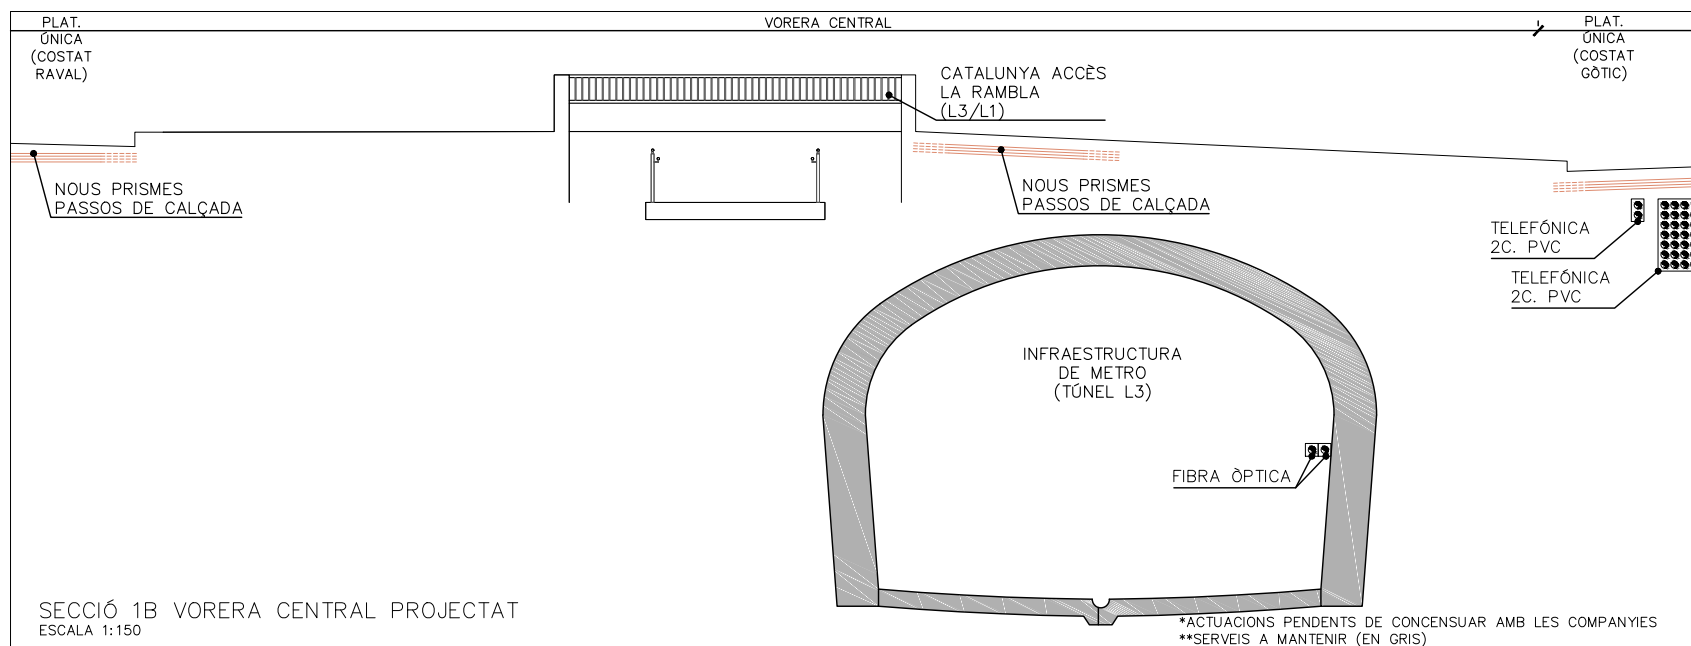 PLAT.
ÚNICA
(COSTAT
RAVAL)
VORERA CENTRAL
PLAT.
ÚNICA
(COSTAT
GÒTIC)
CATALUNYA ACCÈS
LA RAMBLA
(L3/L1)
NOUS PRISMES
PASSOS DE CALÇADA
NOUS PRISMES
PASSOS DE CALÇADA
TELEFÓNICA
2C. PVC
TELEFÓNICA
2C. PVC
INFRAESTRUCTURA
DE METRO
(TÚNEL L3)
FIBRA ÒPTICA
SECCIÓ 1B VORERA CENTRAL PROJECTAT
ESCALA 1:150
*ACTUACIONS PENDENTS DE CONCENSUAR AMB LES COMPANYIES
**SERVEIS A MANTENIR (EN GRIS)